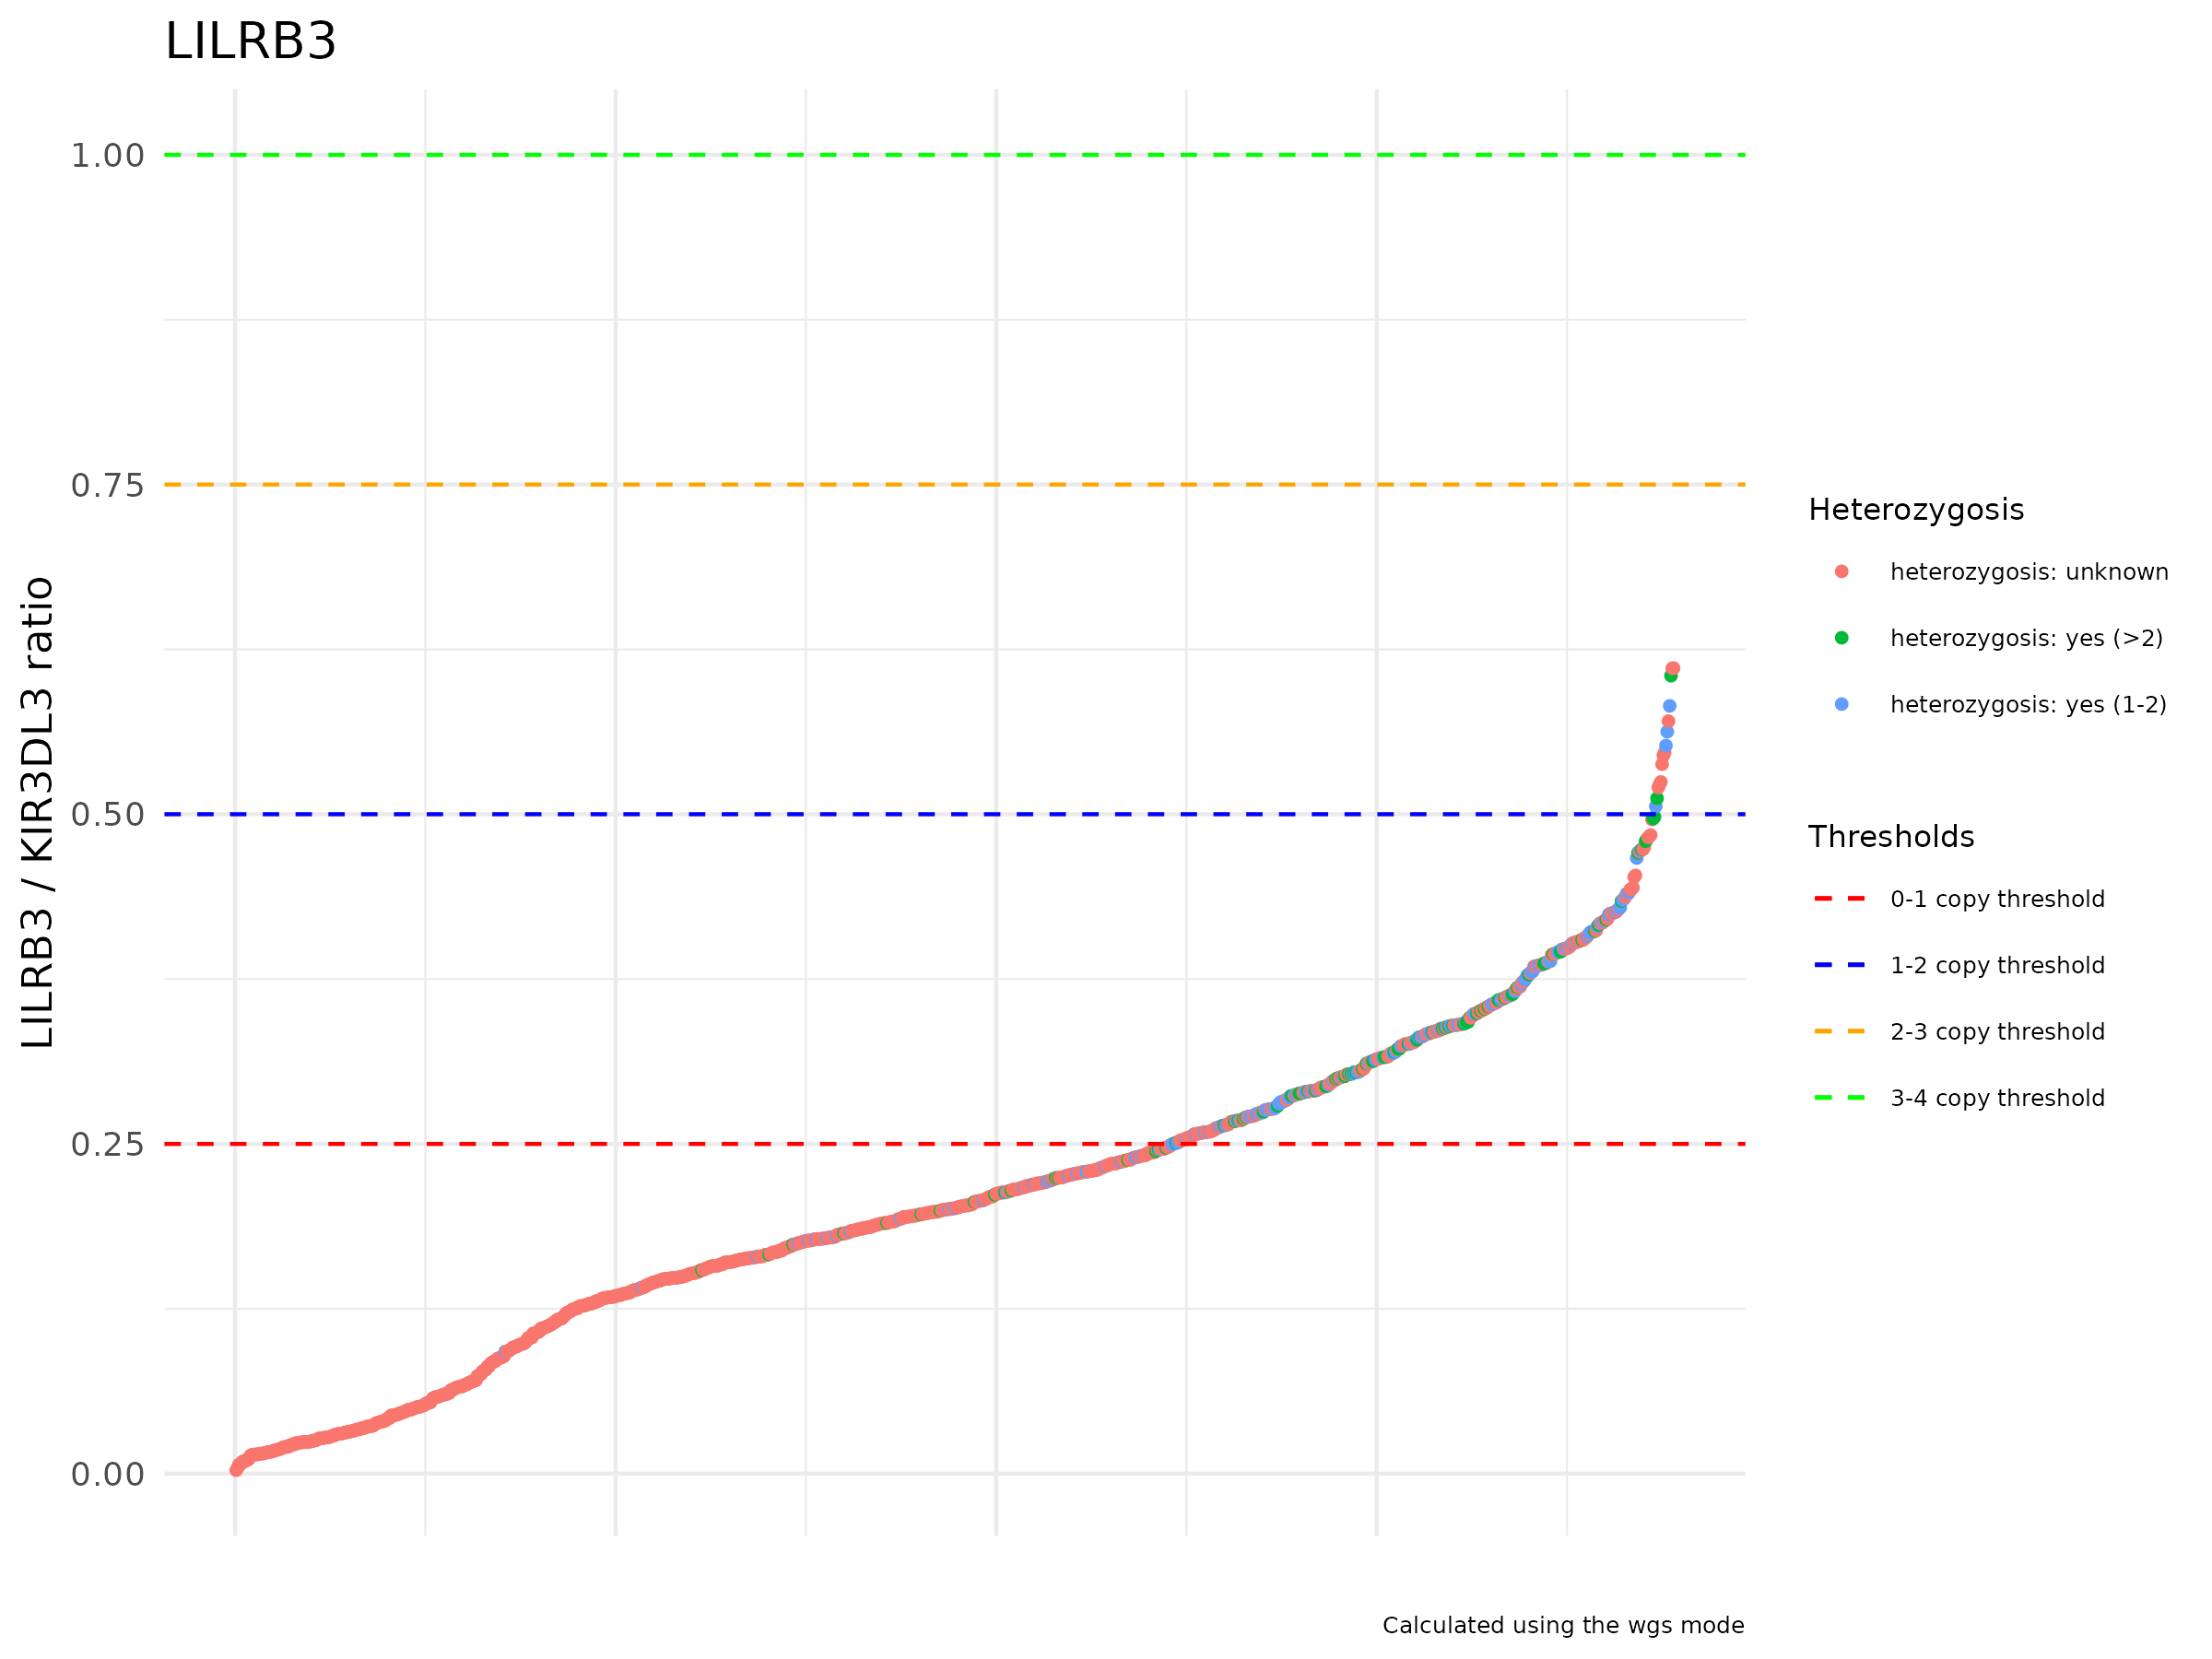 LILRB3
LILRB3 / KIR3DL3 ratio
1.00
0.75
0.50
0.25
0.00
Heterozygosis
heterozygosis: unknown
heterozygosis: yes (>2)
heterozygosis: yes (1-2)
Thresholds
0-1 copy threshold
1-2 copy threshold
2-3 copy threshold
3-4 copy threshold
Calculated using the wgs mode